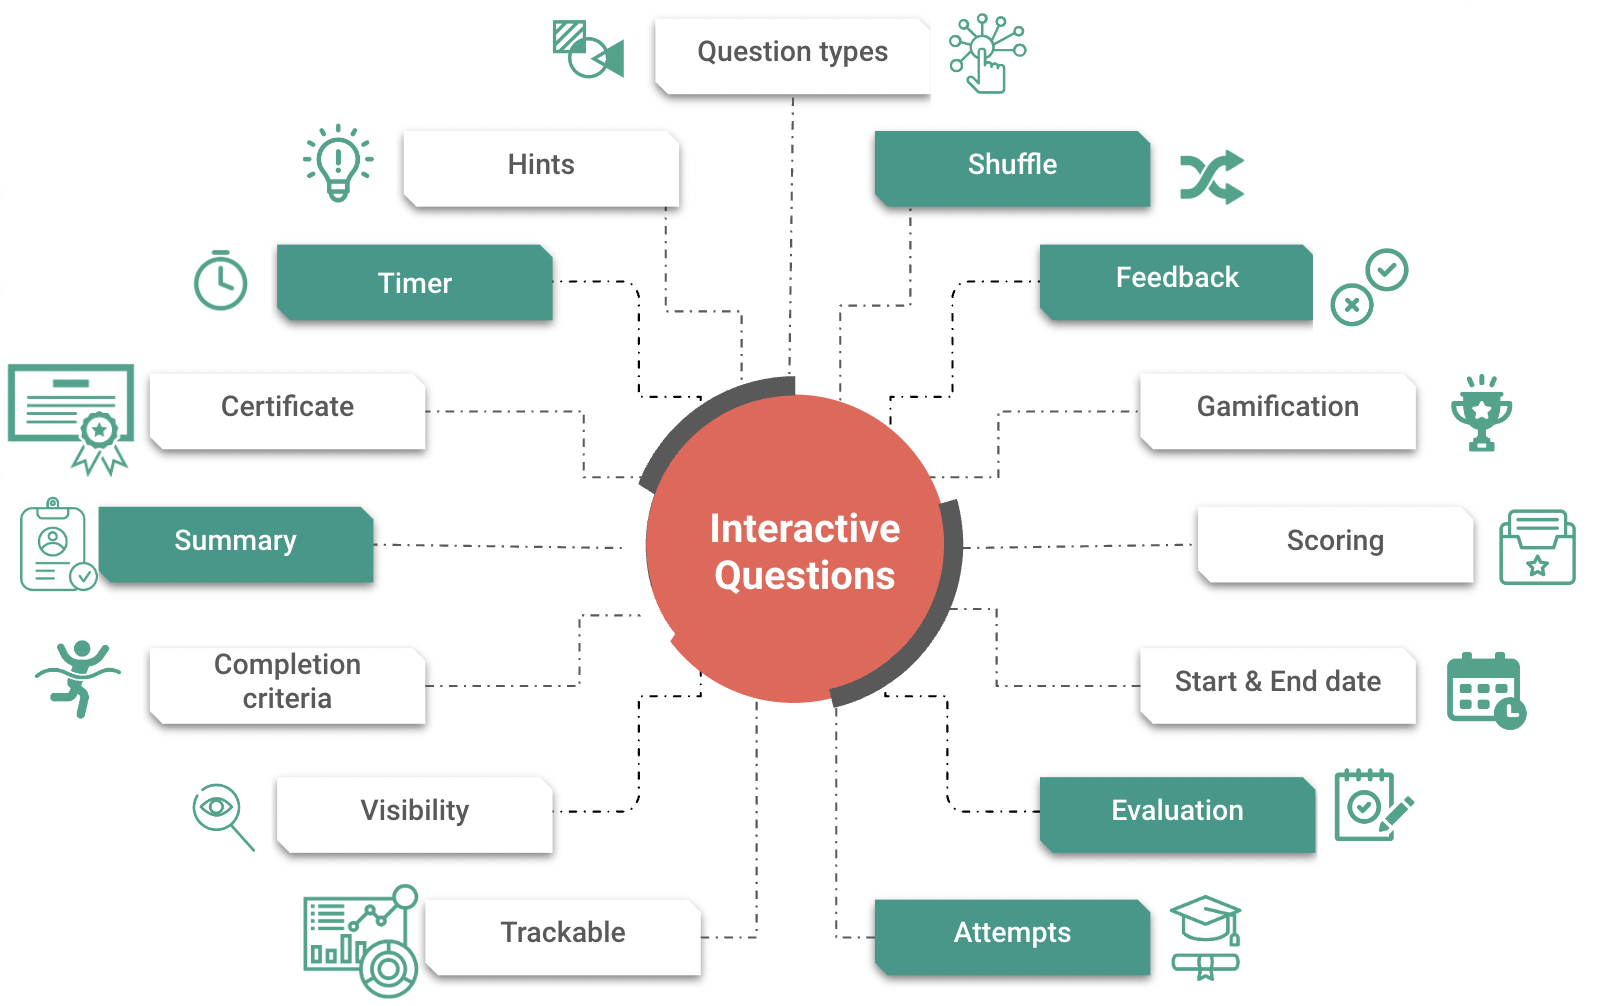 Question types
Hints
Shuffle
Timer
Feedback
Certificate
Gamification
Interactive
Questions
Summary
Scoring
Completion
criteria
Start & End date
Visibility
Evaluation
Trackable
Attempts